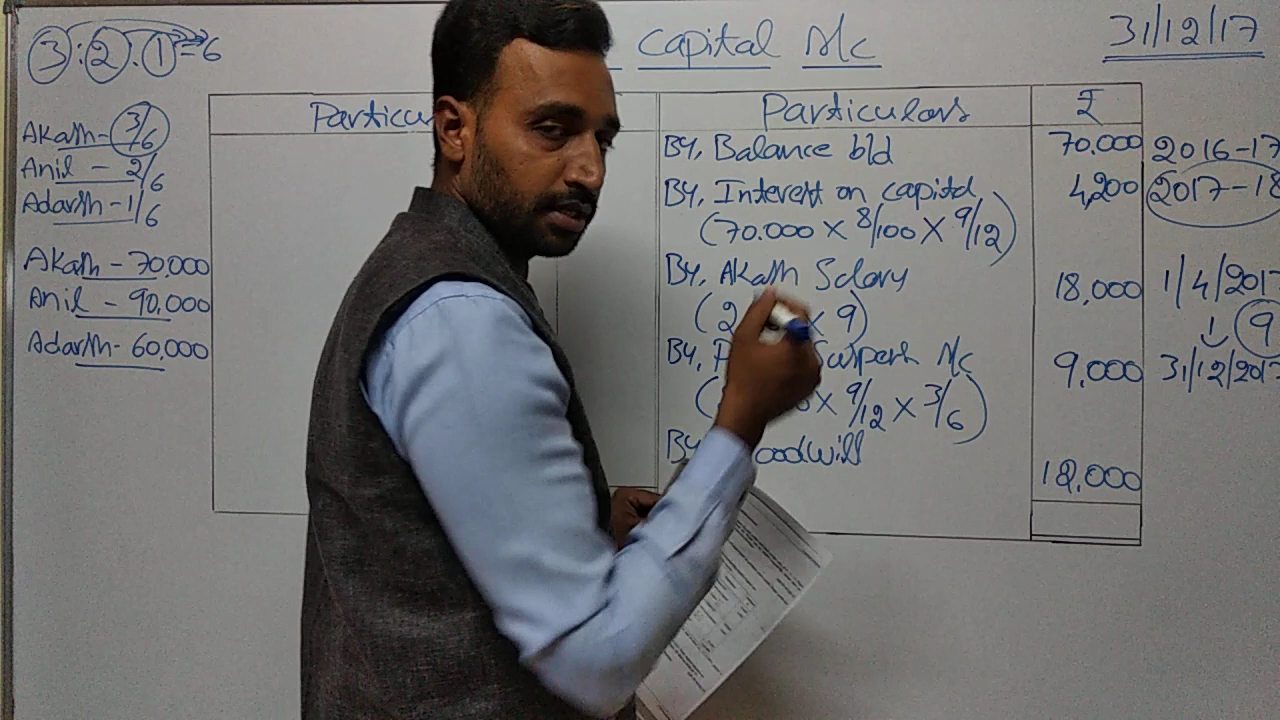 3:2:1=6
Capital A/c
31/12/17
Akash - 3/6
Anil - 2/6
Adarsh - 1/6
Akash - 70,000
Anil - 90,000
Adarsh - 60,000
Particu
Particulars ₹
By, Balance b/d 70,000
By, Interest on capital 4,200
(70.000 × 8/100 × 9/12)
By, Akash Salary 18,000
(2 × 9)
By, P Suspense A/c 9,000
× 9/12 × 3/6)
By oodwill
12,000
2016-17
2017-18
1/4/2017
↓ 9
31/12/2017